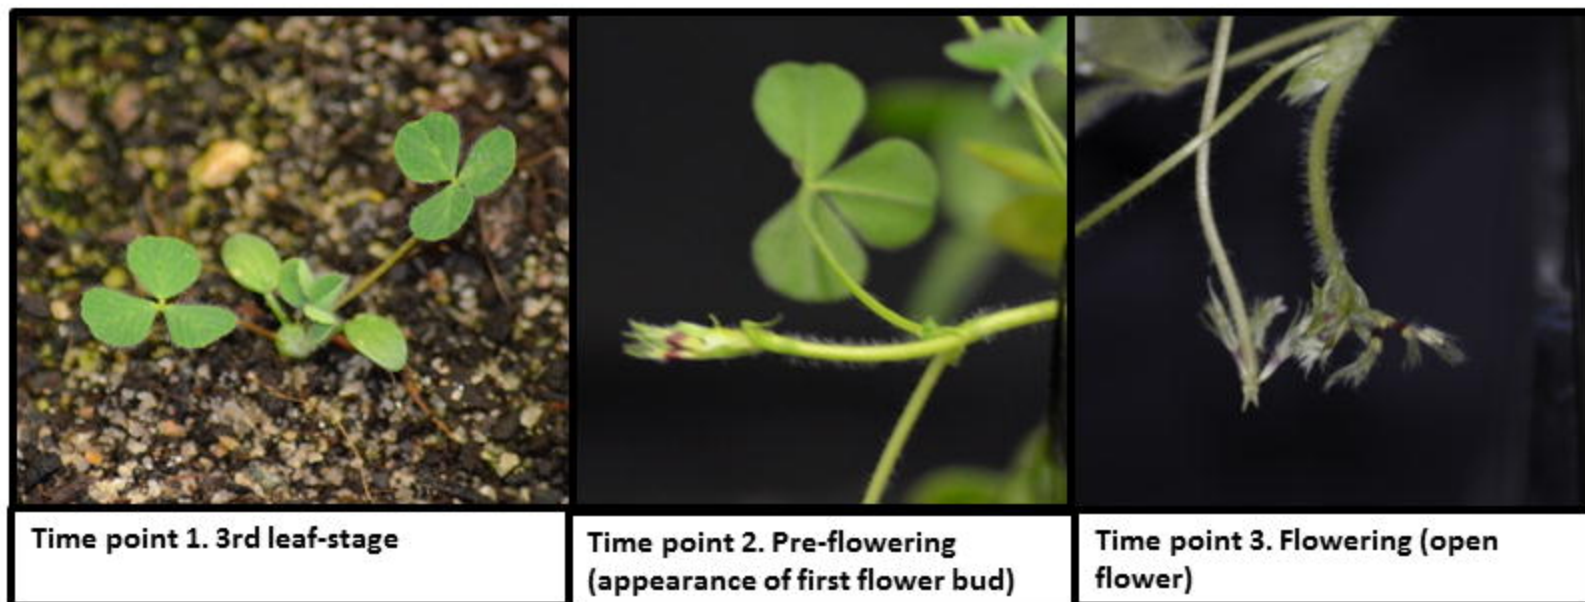 Time point 1. 3rd leaf-stage
Time point 2. Pre-flowering
(appearance of first flower bud)
Time point 3. Flowering (open
flower)